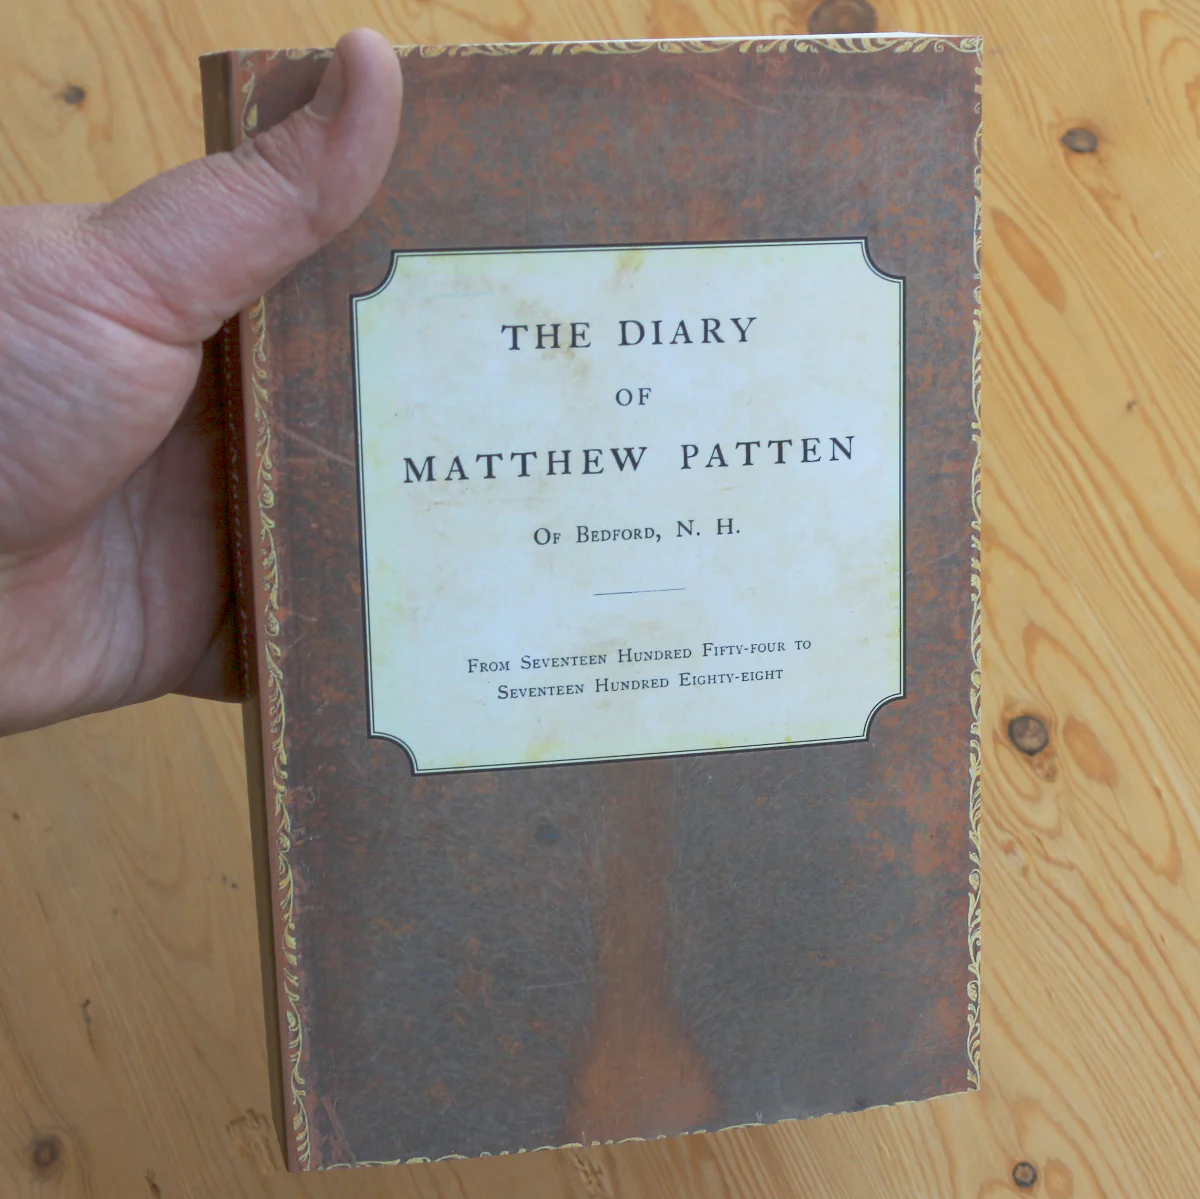 THE DIARY
OF
MATTHEW PATTEN
OF BEDFORD, N. H.
FROM SEVENTEEN HUNDRED FIFTY-FOUR TO
SEVENTEEN HUNDRED EIGHTY-EIGHT